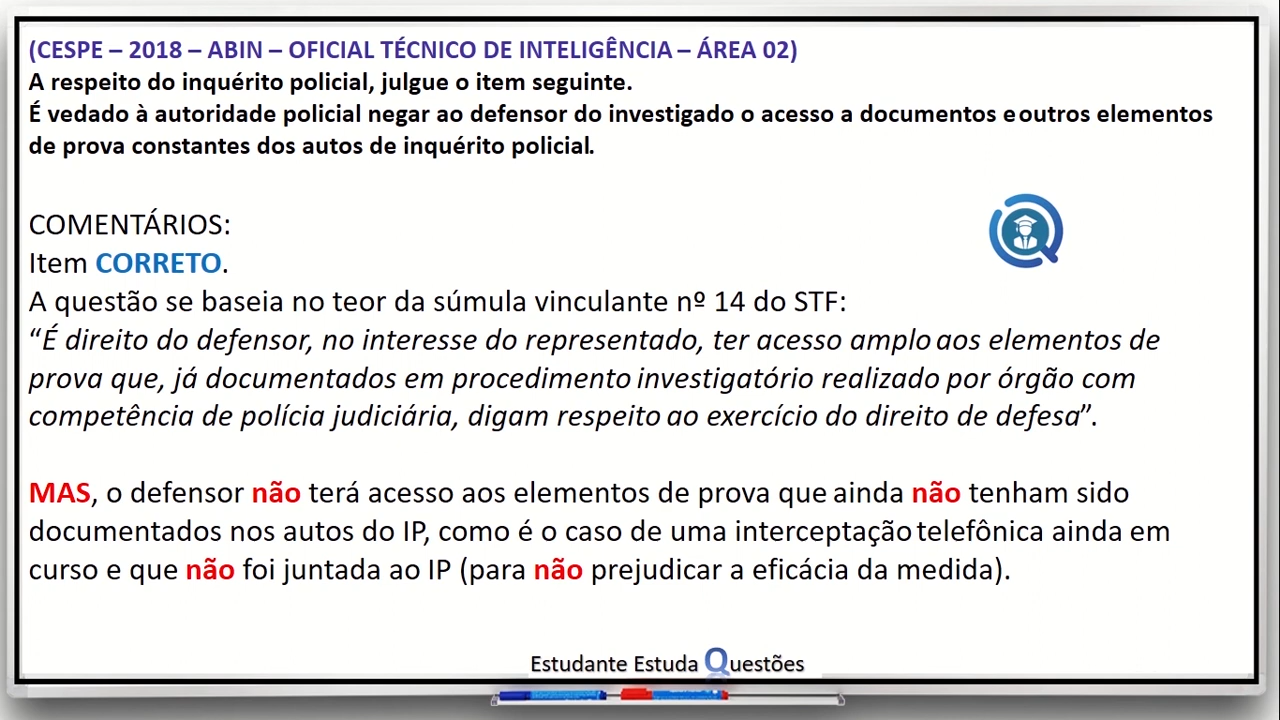 (CESPE – 2018 – ABIN – OFICIAL TÉCNICO DE INTELIGÊNCIA – ÁREA 02)
A respeito do inquérito policial, julgue o item seguinte.
É vedado à autoridade policial negar ao defensor do investigado o acesso a documentos e outros elementos
de prova constantes dos autos de inquérito policial.
COMENTÁRIOS:
Item CORRETO.
A questão se baseia no teor da súmula vinculante nº 14 do STF:
“É direito do defensor, no interesse do representado, ter acesso amplo aos elementos de
prova que, já documentados em procedimento investigatório realizado por órgão com
competência de polícia judiciária, digam respeito ao exercício do direito de defesa”.
MAS, o defensor não terá acesso aos elementos de prova que ainda não tenham sido
documentados nos autos do IP, como é o caso de uma interceptação telefônica ainda em
curso e que não foi juntada ao IP (para não prejudicar a eficácia da medida).
Estudante Estuda Questões